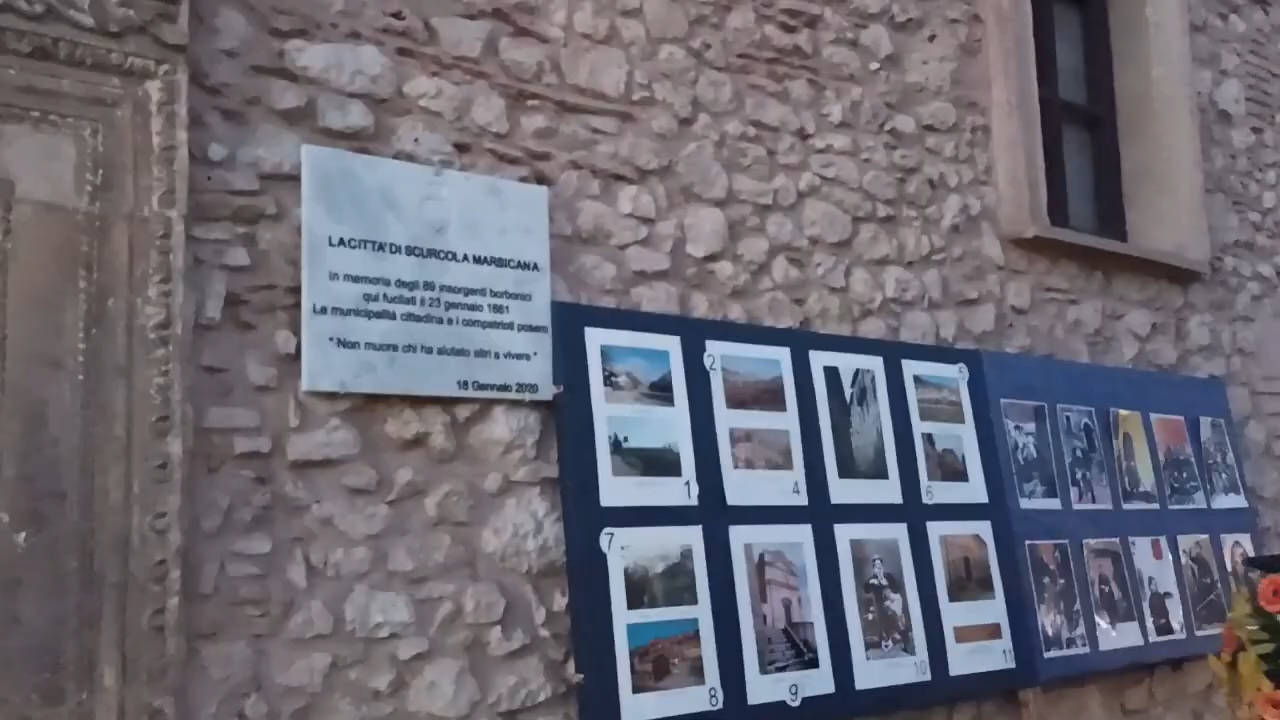 LA CITTA' DI SCURCOLA MARSICANA
In memoria degli 89 insorgenti borbonici
qui fucilati il 23 gennaio 1861
La municipalità cittadina e i compatrioti posero
"Non muore chi ha aiutato altri a vivere"
18 Gennaio 2020
2
5
1
4
6
7
8
9
10
11